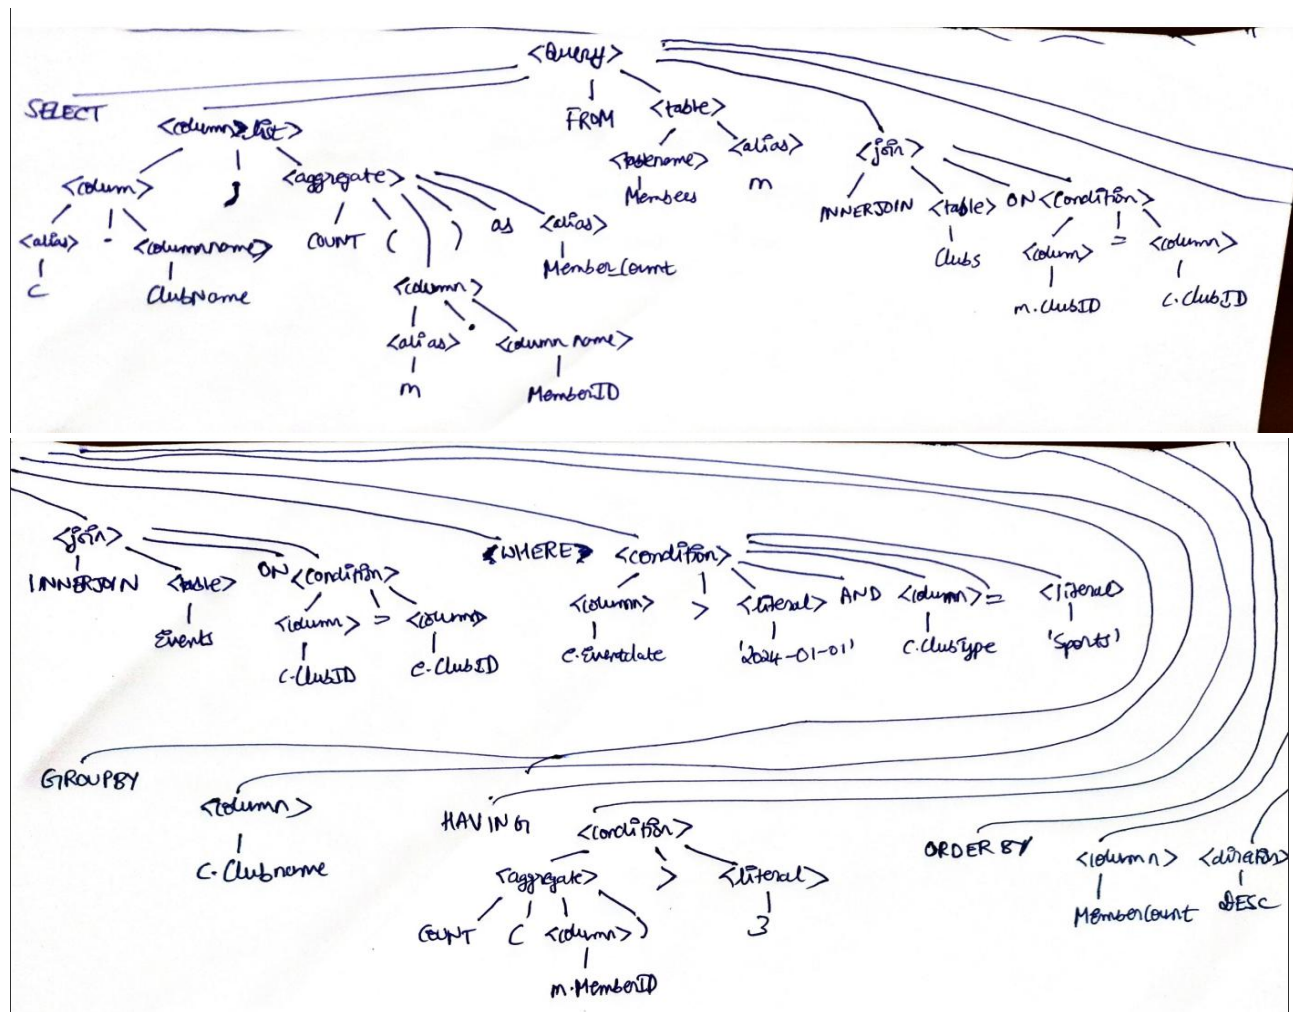 <Query>
SELECT
<column list>
FROM
<table>
<column>
,
<aggregate>
<tablename>
<alias>
<join>
Members
m
<alias>
.
<columnname>
COUNT
(
)
as
<alias>
INNERJOIN
<table>
ON
<Condition>
C
ClubName
<column>
Member_Count
Clubs
<column>
=
<column>
<alias>
.
<column name>
m.ClubID
C.ClubID
m
MemberID
<join>
<WHERE>
<condition>
INNERJOIN
<table>
ON
<Condition>
<column>
>
<literal>
AND
<column>
=
<literal>
Events
<column>
=
<column>
e.Eventdate
'2024-01-01'
C.ClubType
'Sports'
C.ClubID
e.ClubID
GROUPBY
<column>
HAVING
<condition>
ORDER BY
<column>
<direction>
C.Clubname
<aggregate>
>
<literal>
MemberCount
DESC
COUNT
(
<column>
)
3
m.MemberID